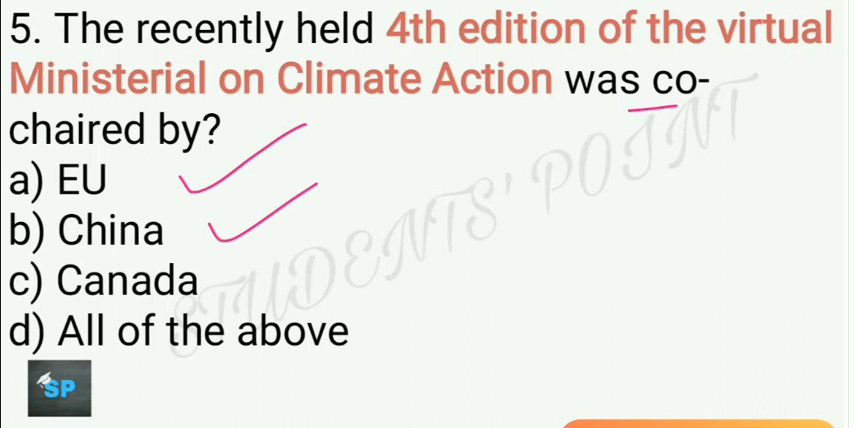 5. The recently held 4th edition of the virtual
Ministerial on Climate Action was co-
chaired by?
a) EU
b) China
c) Canada
d) All of the above
STUDENTS' POINT
SP